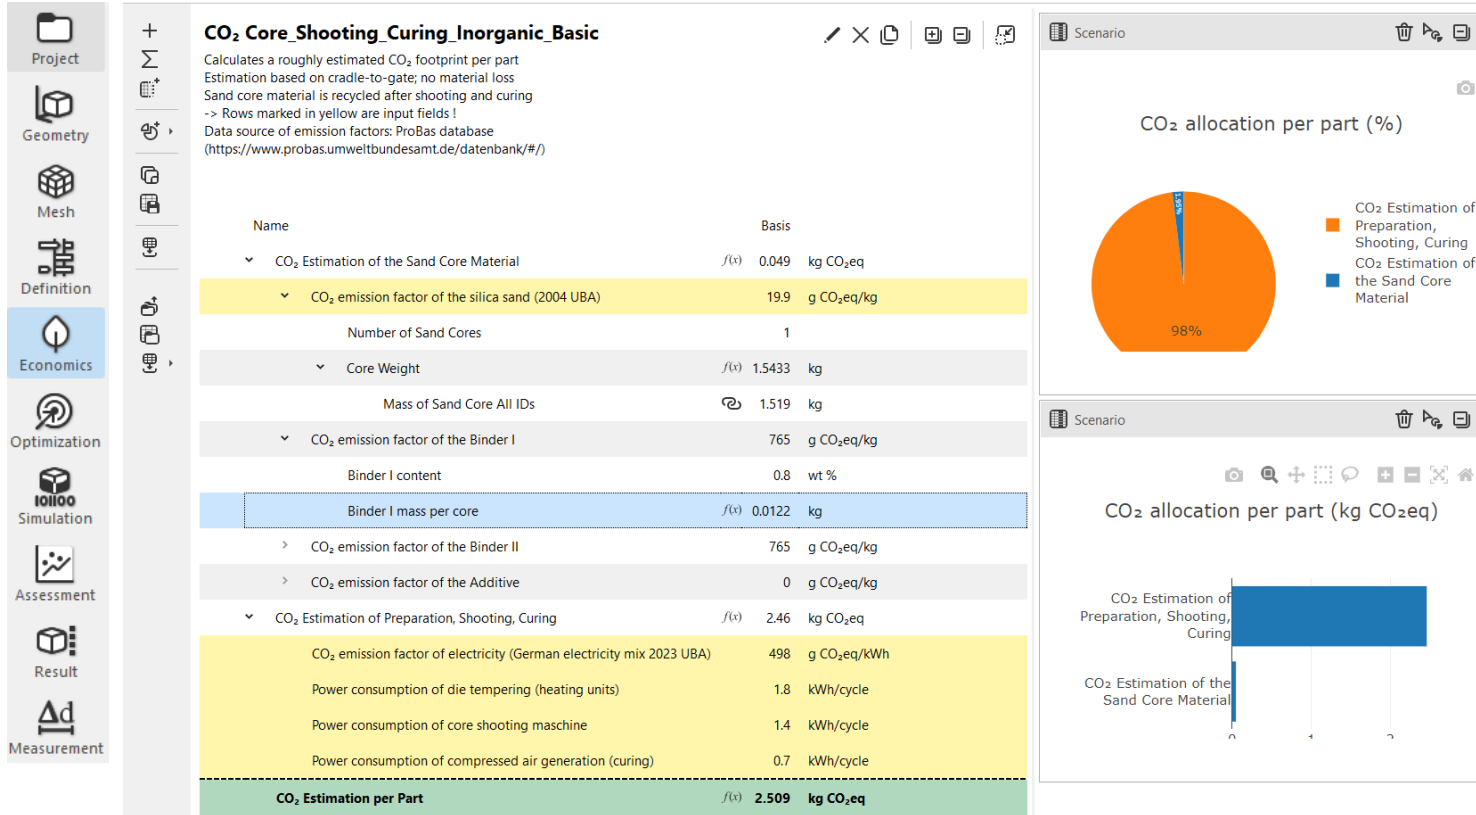 Project
Geometry
Mesh
Definition
Economics
Optimization
Simulation
Assessment
Result
Measurement
CO₂ Core_Shooting_Curing_Inorganic_Basic
Calculates a roughly estimated CO₂ footprint per part
Estimation based on cradle-to-gate; no material loss
Sand core material is recycled after shooting and curing
-> Rows marked in yellow are input fields !
Data source of emission factors: ProBas database
(https://www.probas.umweltbundesamt.de/datenbank/#/)
Name Basis
CO₂ Estimation of the Sand Core Material f(x) 0.049 kg CO₂eq
CO₂ emission factor of the silica sand (2004 UBA) 19.9 g CO₂eq/kg
Number of Sand Cores 1
Core Weight f(x) 1.5433 kg
Mass of Sand Core All IDs 1.519 kg
CO₂ emission factor of the Binder I 765 g CO₂eq/kg
Binder I content 0.8 wt %
Binder I mass per core f(x) 0.0122 kg
CO₂ emission factor of the Binder II 765 g CO₂eq/kg
CO₂ emission factor of the Additive 0 g CO₂eq/kg
CO₂ Estimation of Preparation, Shooting, Curing f(x) 2.46 kg CO₂eq
CO₂ emission factor of electricity (German electricity mix 2023 UBA) 498 g CO₂eq/kWh
Power consumption of die tempering (heating units) 1.8 kWh/cycle
Power consumption of core shooting maschine 1.4 kWh/cycle
Power consumption of compressed air generation (curing) 0.7 kWh/cycle
CO₂ Estimation per Part f(x) 2.509 kg CO₂eq
Scenario
CO₂ allocation per part (%)
1.95%
98%
CO₂ Estimation of
Preparation,
Shooting, Curing
CO₂ Estimation of
the Sand Core
Material
Scenario
CO₂ allocation per part (kg CO₂eq)
CO₂ Estimation of
Preparation, Shooting,
Curing
CO₂ Estimation of the
Sand Core Material
0 1 2